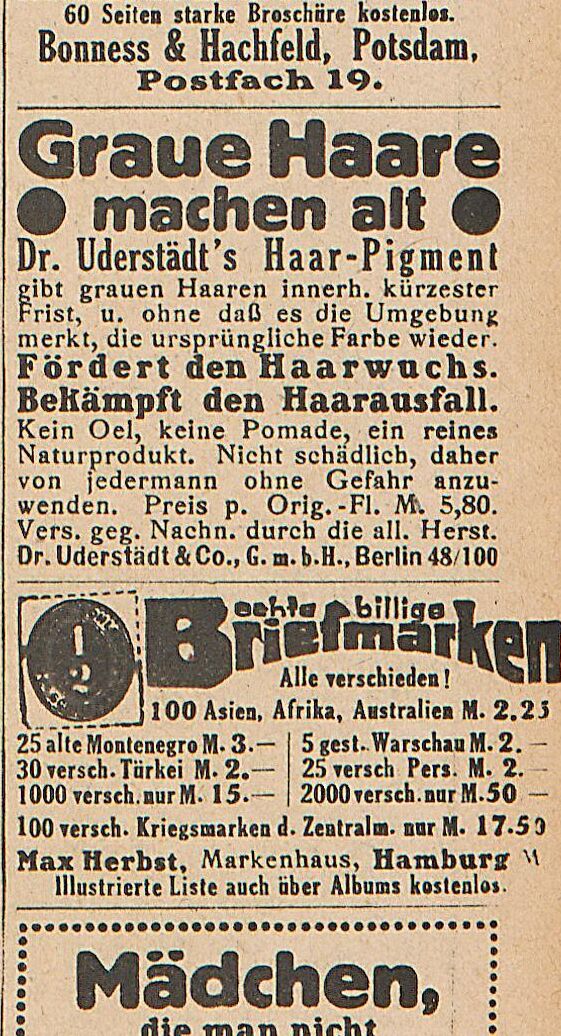 60 Seiten starke Broschüre kostenlos.
Bonness & Hachfeld, Potsdam,
Postfach 19.
Graue Haare
machen alt
Dr. Uderstädt's Haar-Pigment
gibt grauen Haaren innerh. kürzester
Frist, u. ohne daß es die Umgebung
merkt, die ursprüngliche Farbe wieder.
Fördert den Haarwuchs.
Bekämpft den Haarausfall.
Kein Oel, keine Pomade, ein reines
Naturprodukt. Nicht schädlich, daher
von jedermann ohne Gefahr anzu-
wenden. Preis p. Orig.-Fl. M. 5,80.
Vers. geg. Nachn. durch die all. Herst.
Dr. Uderstädt & Co., G. m. b. H., Berlin 48/100
echte billige
Briefmarken
Alle verschieden!
100 Asien, Afrika, Australien M. 2.25
25 alte Montenegro M. 3.— | 5 gest. Warschau M. 2. —
30 versch. Türkei M. 2.— | 25 versch Pers. M. 2. —
1000 versch. nur M. 15.— | 2000 versch. nur M. 50 —
100 versch. Kriegsmarken d. Zentralm. nur M. 17.50
Max Herbst, Markenhaus, Hamburg
Illustrierte Liste auch über Albums kostenlos.
Mädchen,
die man nicht